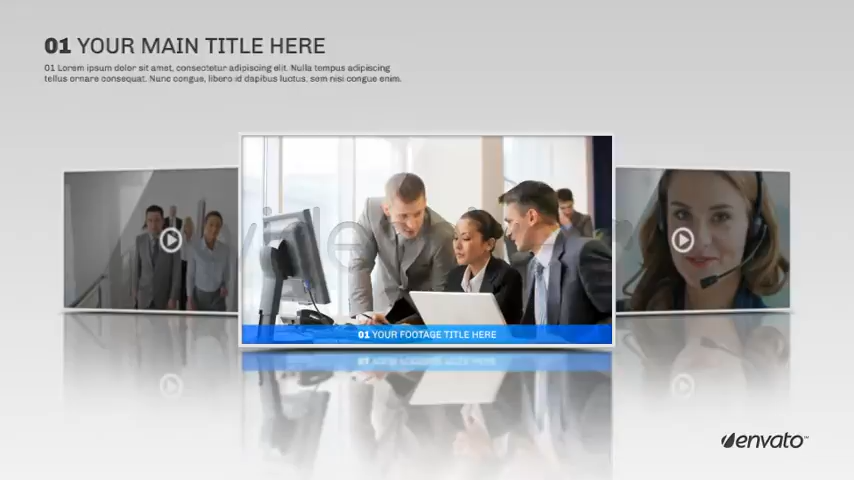 01 YOUR MAIN TITLE HERE
01 Lorem ipsum dolor sit amet, consectetur adipiscing elit. Nulla tempus adipiscing
tellus ornare consequat. Nunc congue, libero id dapibus luctus, sem nisi congue enim.
01 YOUR FOOTAGE TITLE HERE
envato™